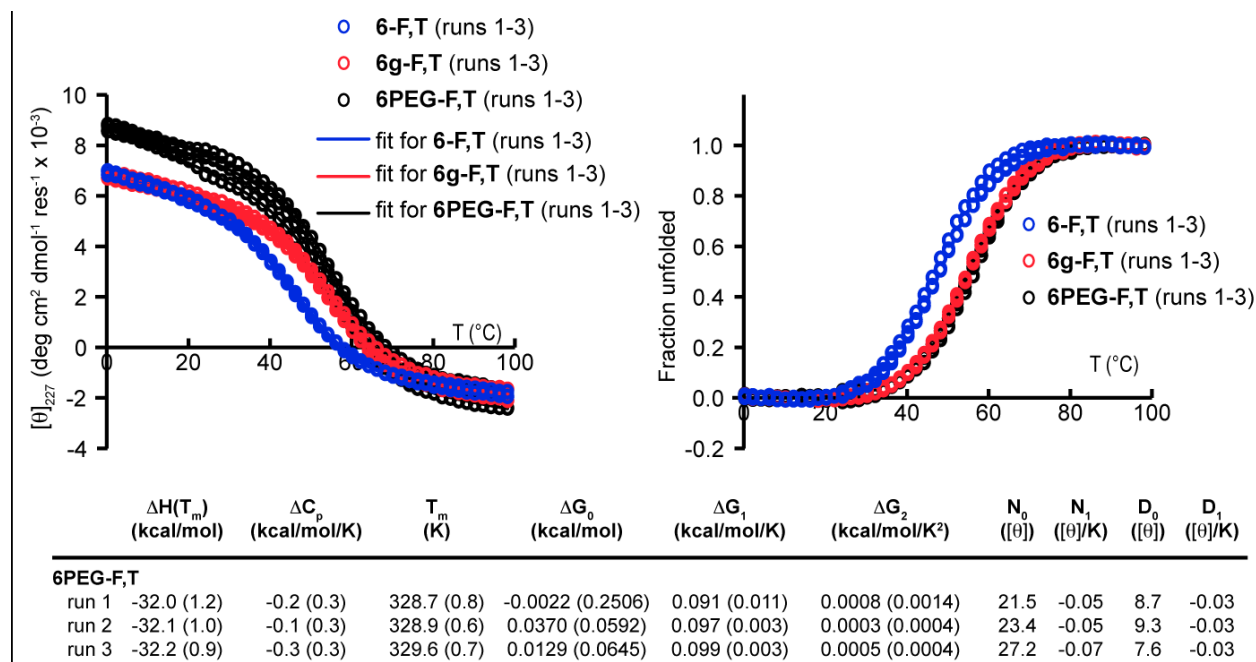 6-F,T (runs 1-3)
6g-F,T (runs 1-3)
6PEG-F,T (runs 1-3)
fit for 6-F,T (runs 1-3)
fit for 6g-F,T (runs 1-3)
fit for 6PEG-F,T (runs 1-3)
[θ]₂₂₇ (deg cm² dmol⁻¹ res⁻¹ x 10⁻³)
10
8
6
4
2
0
-2
-4
0 20 40 60 80 100
T (°C)
Fraction unfolded
1.0
0.8
0.6
0.4
0.2
0.0
-0.2
0 20 40 60 80 100
T (°C)
6-F,T (runs 1-3)
6g-F,T (runs 1-3)
6PEG-F,T (runs 1-3)
ΔH(Tₘ) ΔCₚ Tₘ ΔG₀ ΔG₁ ΔG₂ N₀ N₁ D₀ D₁
(kcal/mol) (kcal/mol/K) (K) (kcal/mol) (kcal/mol/K) (kcal/mol/K²) ([θ]) ([θ]/K) ([θ]) ([θ]/K)
6PEG-F,T
run 1 -32.0 (1.2) -0.2 (0.3) 328.7 (0.8) -0.0022 (0.2506) 0.091 (0.011) 0.0008 (0.0014) 21.5 -0.05 8.7 -0.03
run 2 -32.1 (1.0) -0.1 (0.3) 328.9 (0.6) 0.0370 (0.0592) 0.097 (0.003) 0.0003 (0.0004) 23.4 -0.05 9.3 -0.03
run 3 -32.2 (0.9) -0.3 (0.3) 329.6 (0.7) 0.0129 (0.0645) 0.099 (0.003) 0.0005 (0.0004) 27.2 -0.07 7.6 -0.03